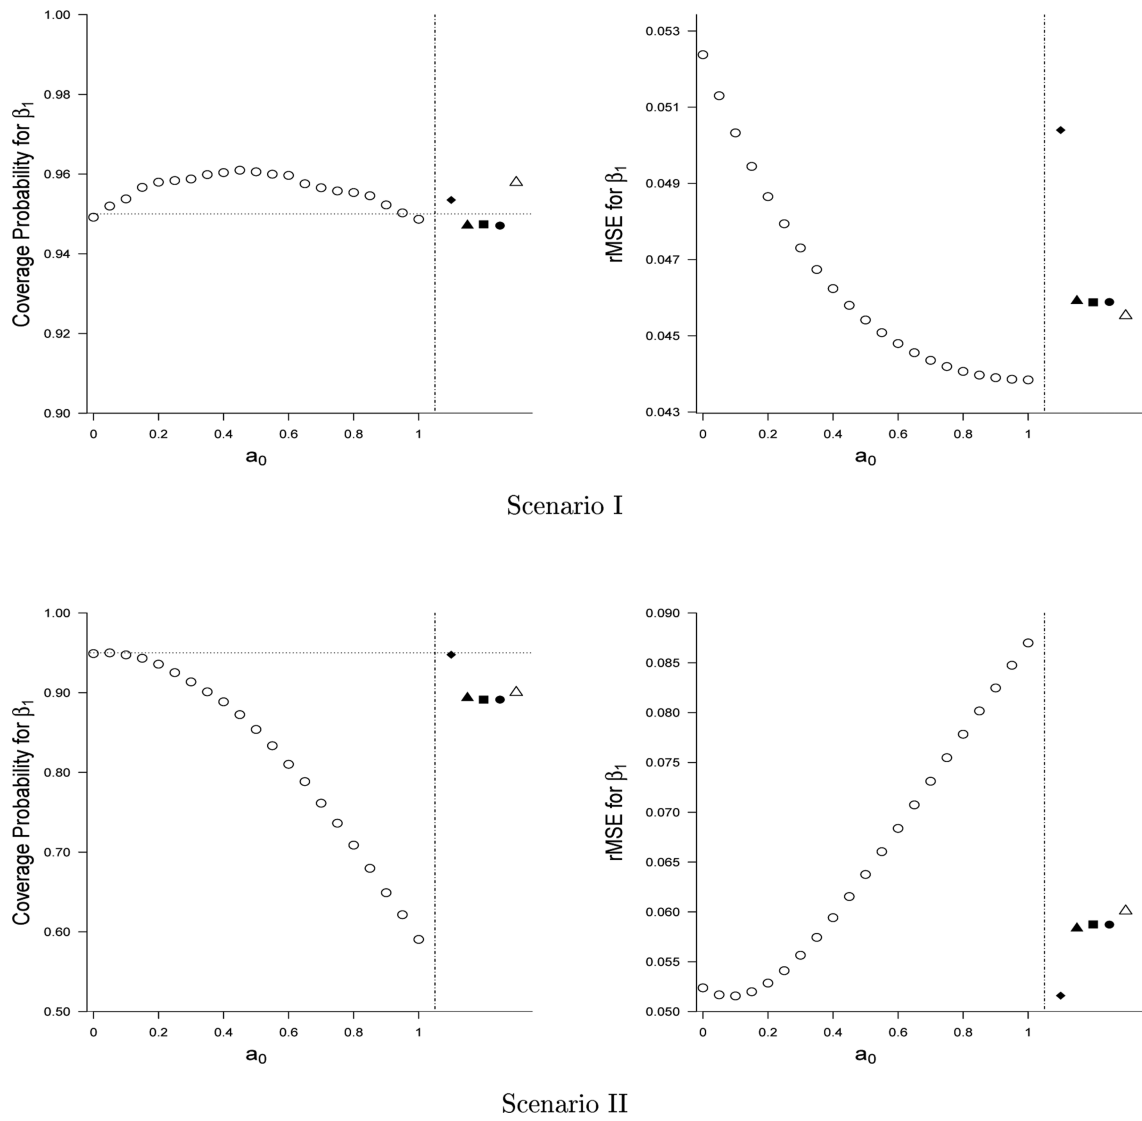 1.00
0.98
0.96
0.94
0.92
0.90
Coverage Probability for β1
0 0.2 0.4 0.6 0.8 1
a0
0.053
0.051
0.049
0.047
0.045
0.043
rMSE for β1
0 0.2 0.4 0.6 0.8 1
a0
Scenario I
1.00
0.90
0.80
0.70
0.60
0.50
Coverage Probability for β1
0 0.2 0.4 0.6 0.8 1
a0
0.090
0.085
0.080
0.075
0.070
0.065
0.060
0.055
0.050
rMSE for β1
0 0.2 0.4 0.6 0.8 1
a0
Scenario II